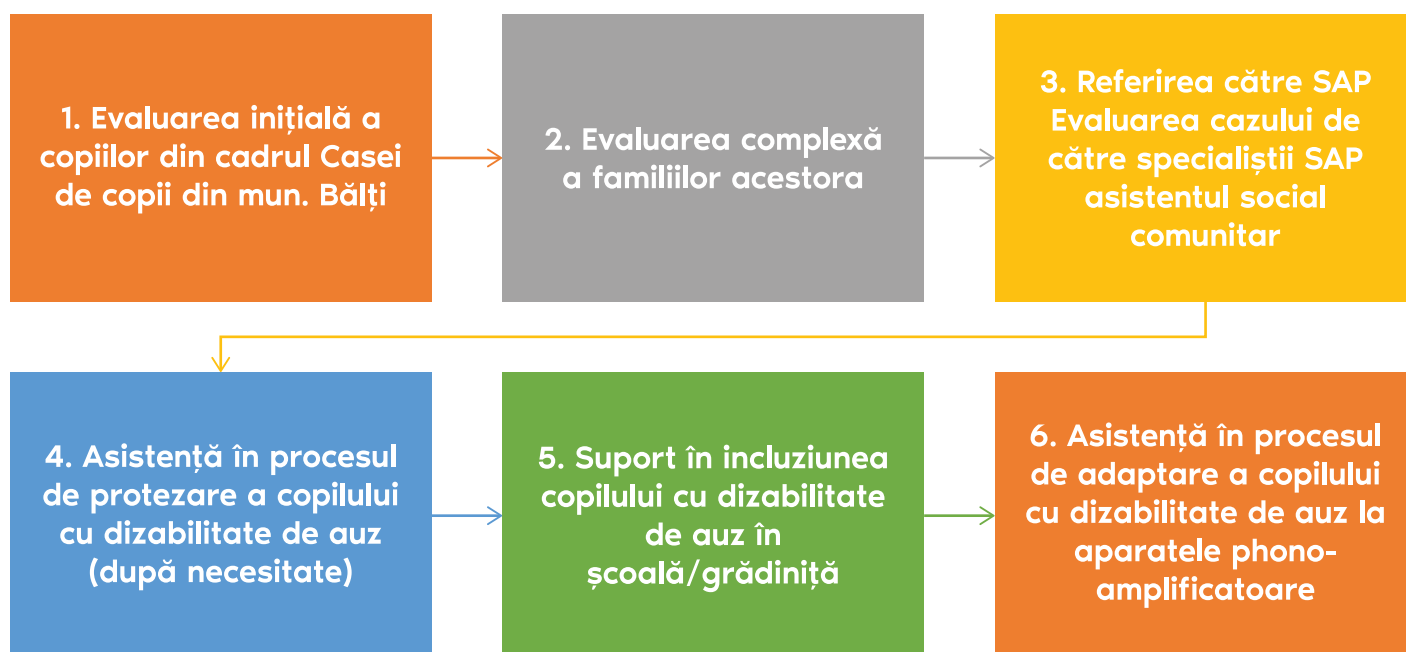 1. Evaluarea inițială a
copiilor din cadrul Casei
de copii din mun. Bălți
2. Evaluarea complexă
a familiilor acestora
3. Referirea către SAP
Evaluarea cazului de
către specialiștii SAP
asistentul social
comunitar
4. Asistență în procesul
de protezare a copilului
cu dizabilitate de auz
(după necesitate)
5. Suport în incluziunea
copilului cu dizabilitate
de auz în
școală/grădiniță
6. Asistență în procesul
de adaptare a copilului
cu dizabilitate de auz la
aparatele phono-
amplificatoare